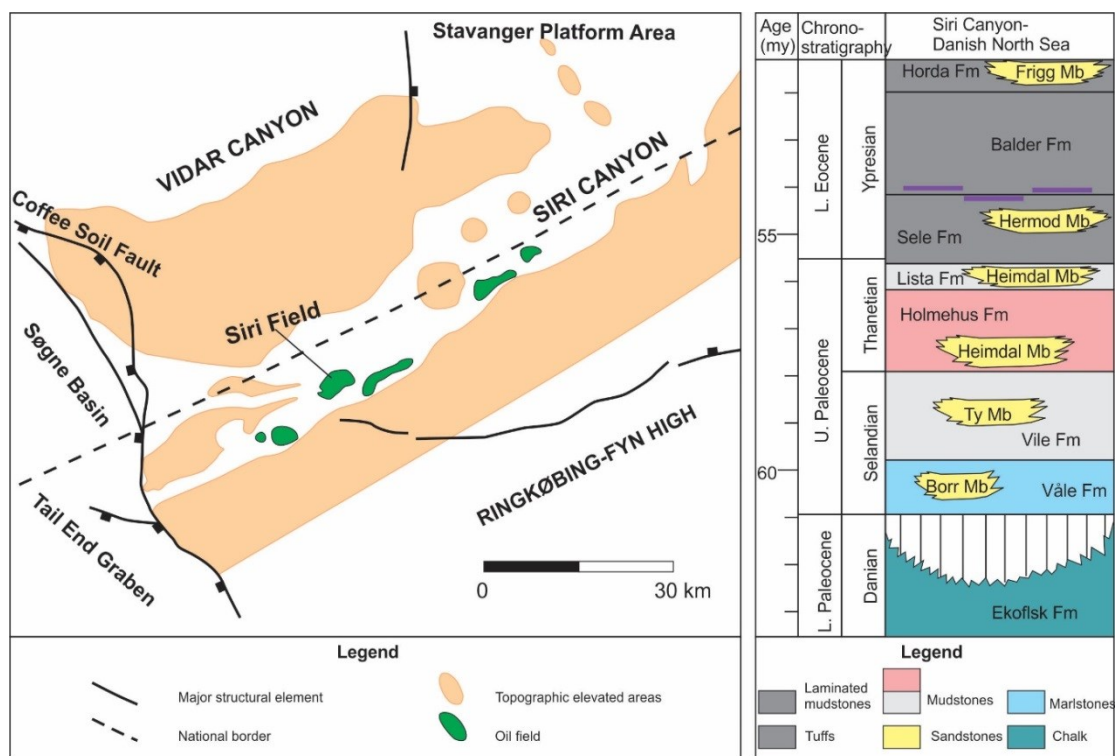 Stavanger Platform Area
VIDAR CANYON
SIRI CANYON
Coffee Soil Fault
Siri Field
Søgne Basin
RINGKØBING-FYN HIGH
Tail End Graben
0
30 km
Legend
Major structural element
National border
Topographic elevated areas
Oil field
Age
(my)
Chrono-
stratigraphy
Siri Canyon-
Danish North Sea
55
60
L. Eocene
U. Paleocene
L. Paleocene
Ypresian
Thanetian
Selandian
Danian
Horda Fm
Frigg Mb
Balder Fm
Hermod Mb
Sele Fm
Lista Fm
Heimdal Mb
Holmehus Fm
Heimdal Mb
Ty Mb
Vile Fm
Borr Mb
Våle Fm
Ekoflsk Fm
Legend
Laminated
mudstones
Mudstones
Marlstones
Tuffs
Sandstones
Chalk